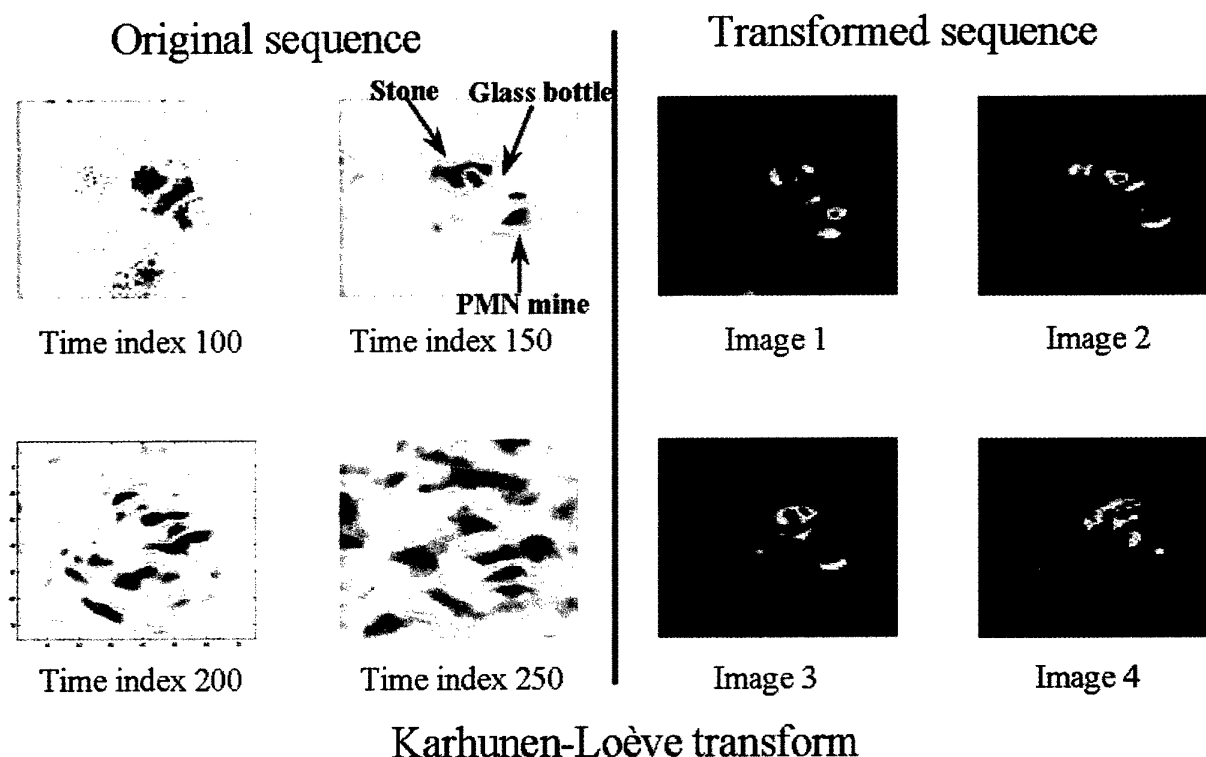 Original sequence
Transformed sequence
Stone
Glass bottle
PMN mine
Time index 100
Time index 150
Image 1
Image 2
Time index 200
Time index 250
Image 3
Image 4
Karhunen-Loève transform